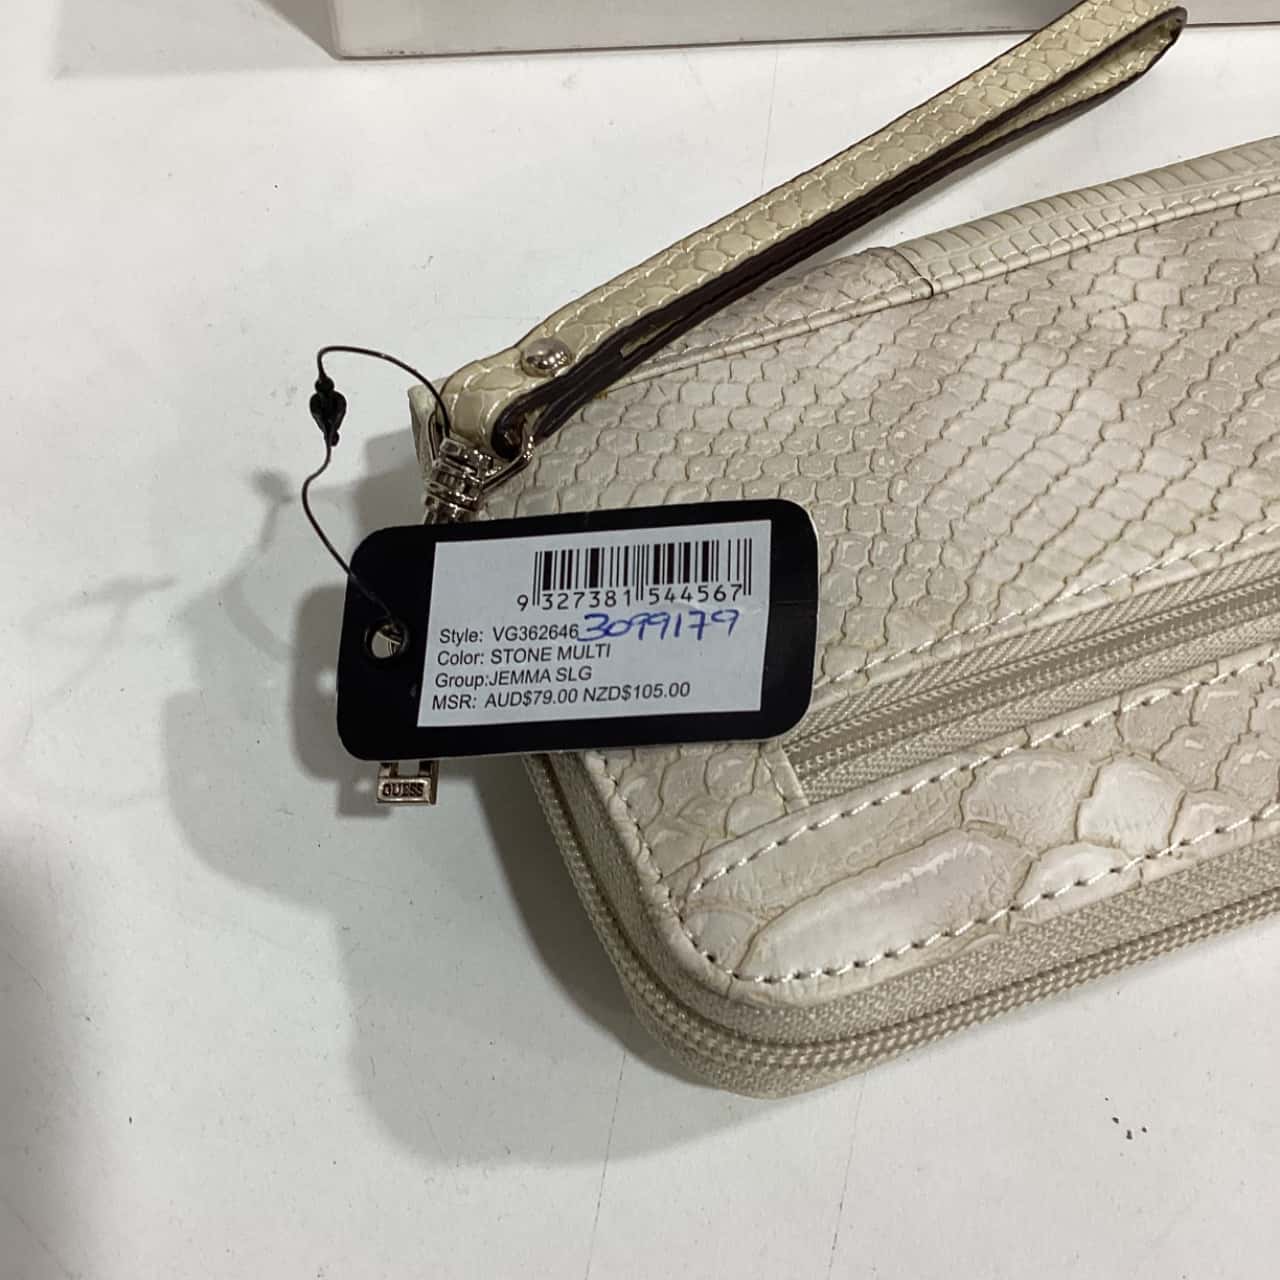 9 327381 544567
Style: VG362646 3099179
Color: STONE MULTI
Group:JEMMA SLG
MSR: AUD$79.00 NZD$105.00
GUESS